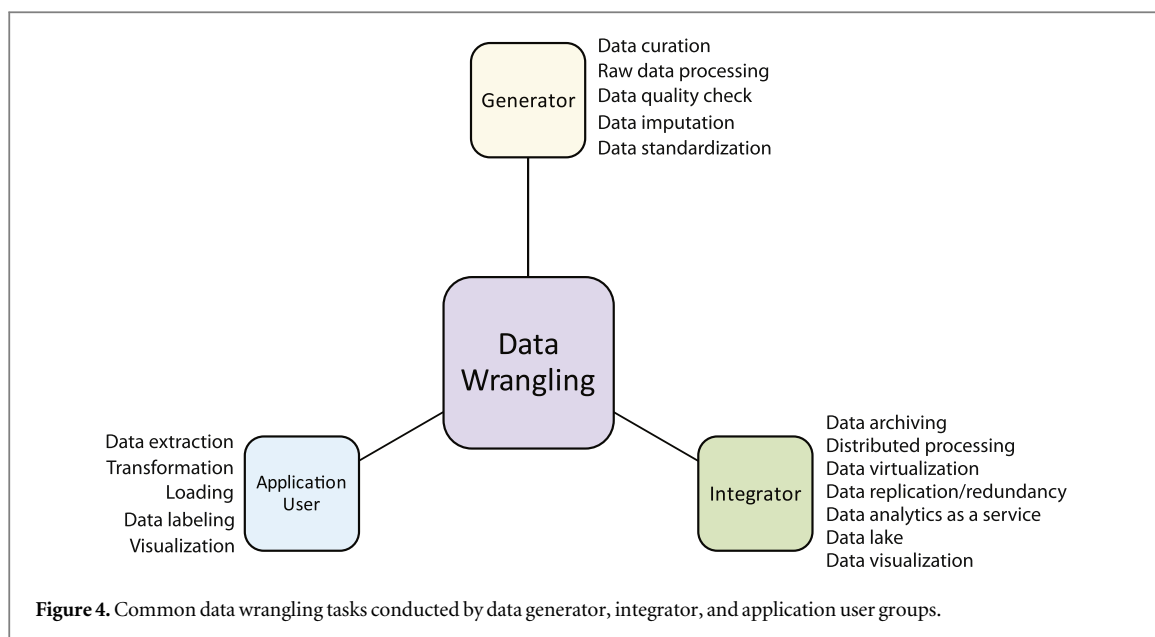 Generator
Data curation
Raw data processing
Data quality check
Data imputation
Data standardization
Data
Wrangling
Data extraction
Transformation
Loading
Data labeling
Visualization
Application
User
Integrator
Data archiving
Distributed processing
Data virtualization
Data replication/redundancy
Data analytics as a service
Data lake
Data visualization
Figure 4. Common data wrangling tasks conducted by data generator, integrator, and application user groups.